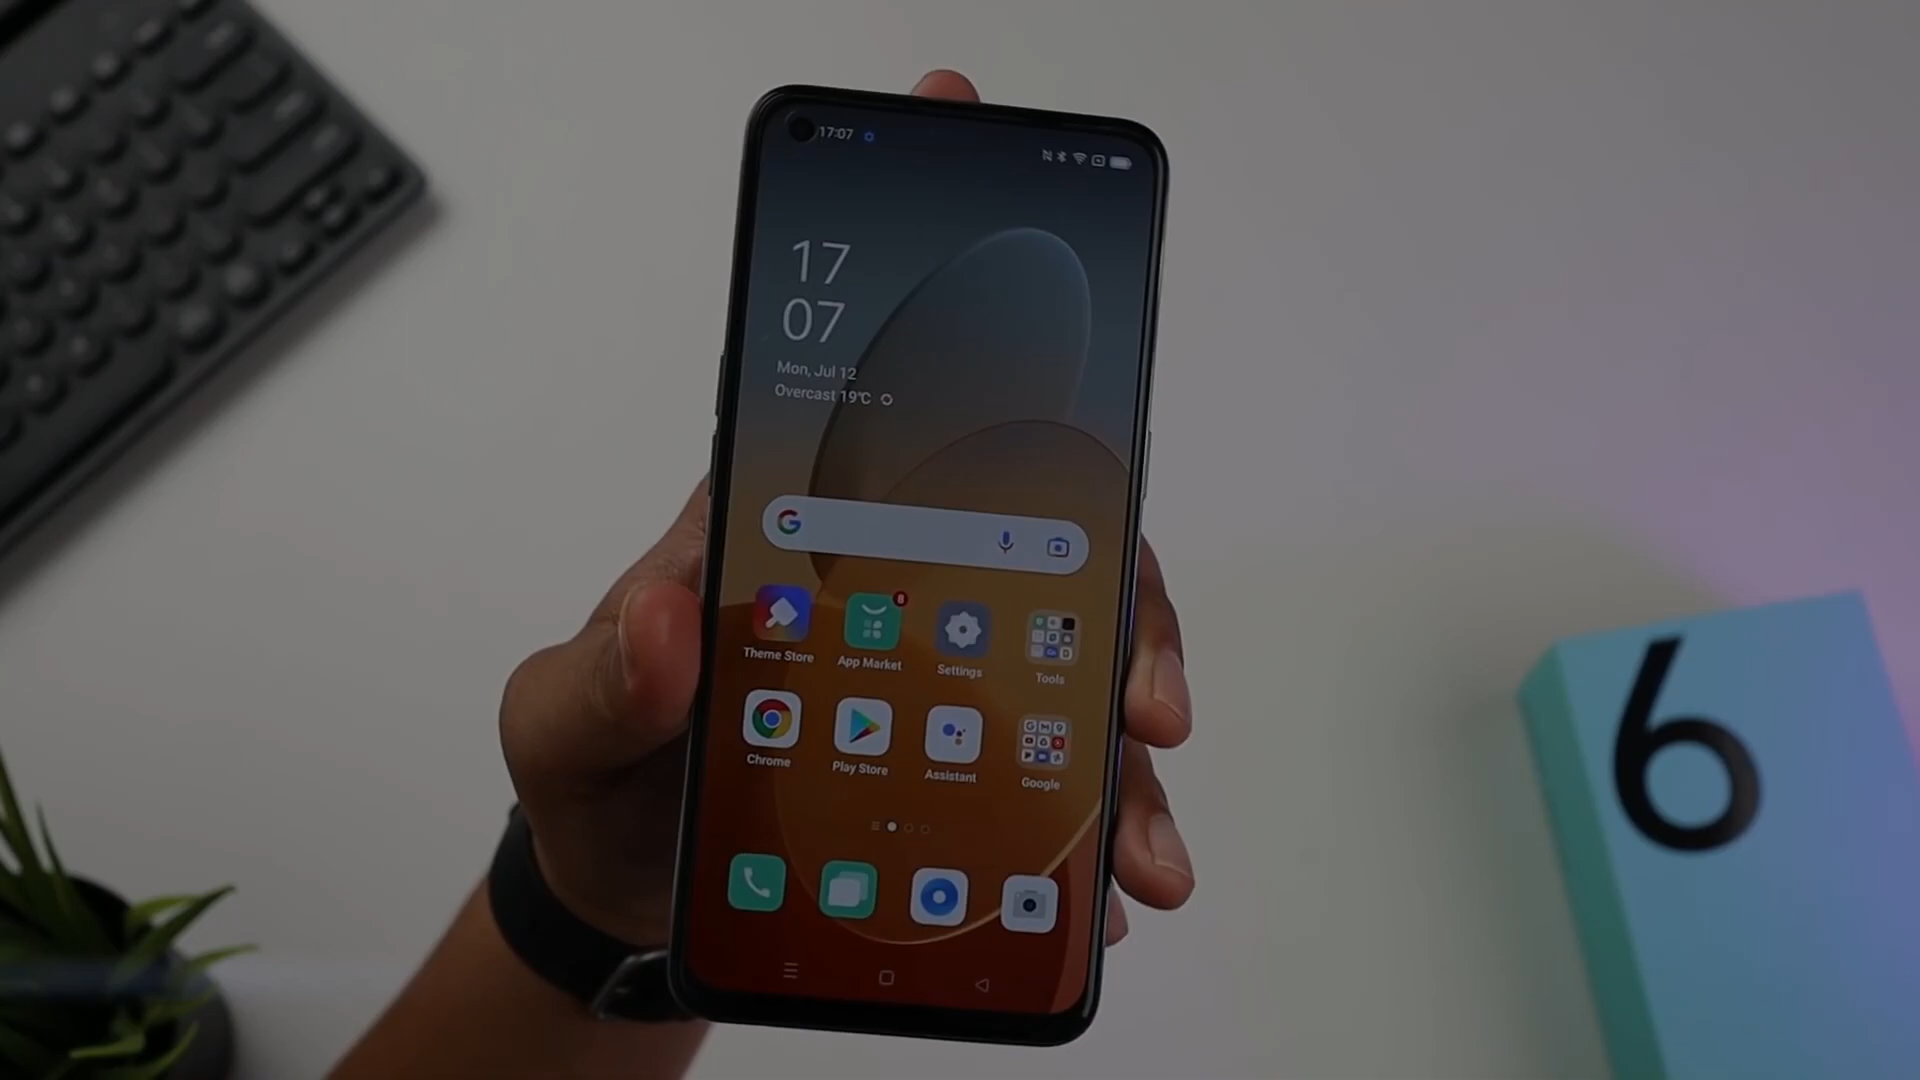 17:07
17
07
Mon, Jul 12
Overcast 19°C
Theme Store
App Market
8
Settings
Tools
Chrome
Play Store
Assistant
Google
6